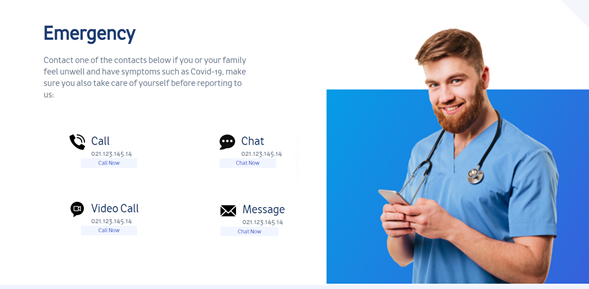 Emergency
Contact one of the contacts below if you or your family
feel unwell and have symptoms such as Covid-19, make
sure you also take care of yourself before reporting to
us:
Call
021.123.145.14
Call Now
Chat
021.123.145.14
Chat Now
Video Call
021.123.145.14
Call Now
Message
021.123.145.14
Chat Now